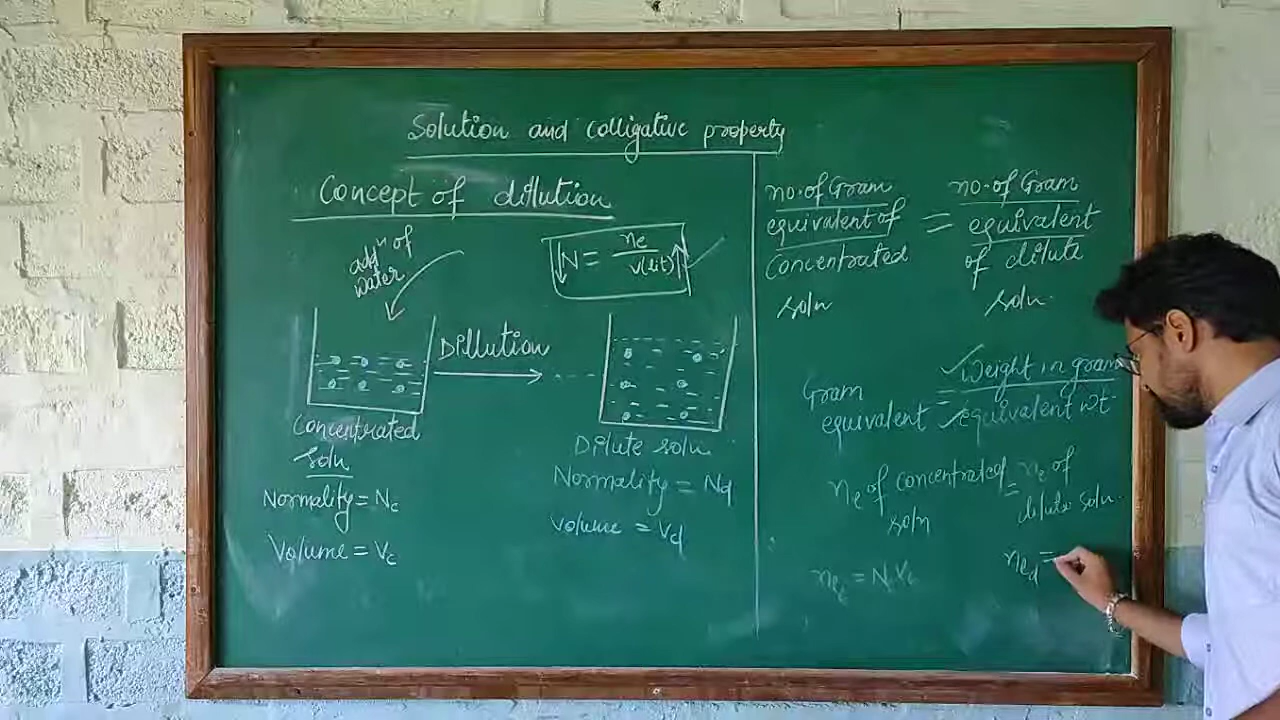 Solution and colligative property
Concept of dillution
addⁿ of
water
↓N = ne
v(lit)↑
Dillution
Concentrated
soln
Normality = Nc
Volume = Vc
Dilute soln
Normality = Nd
Volume = Vd
no. of Gram
equivalent of
Concentrated
soln
=
no. of Gram
equivalent
of dilute
soln.
Gram
equivalent
=
✓Weight in gram
✓equivalent wt.
ne of concentrated
soln
=
ne of
dilute soln.
nec = NcVc
ned =